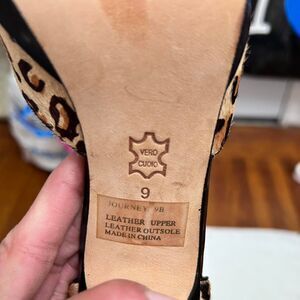 VERO
CUOIO
9
JOURNEY 9B
LEATHER UPPER
LEATHER OUTSOLE
MADE IN CHINA